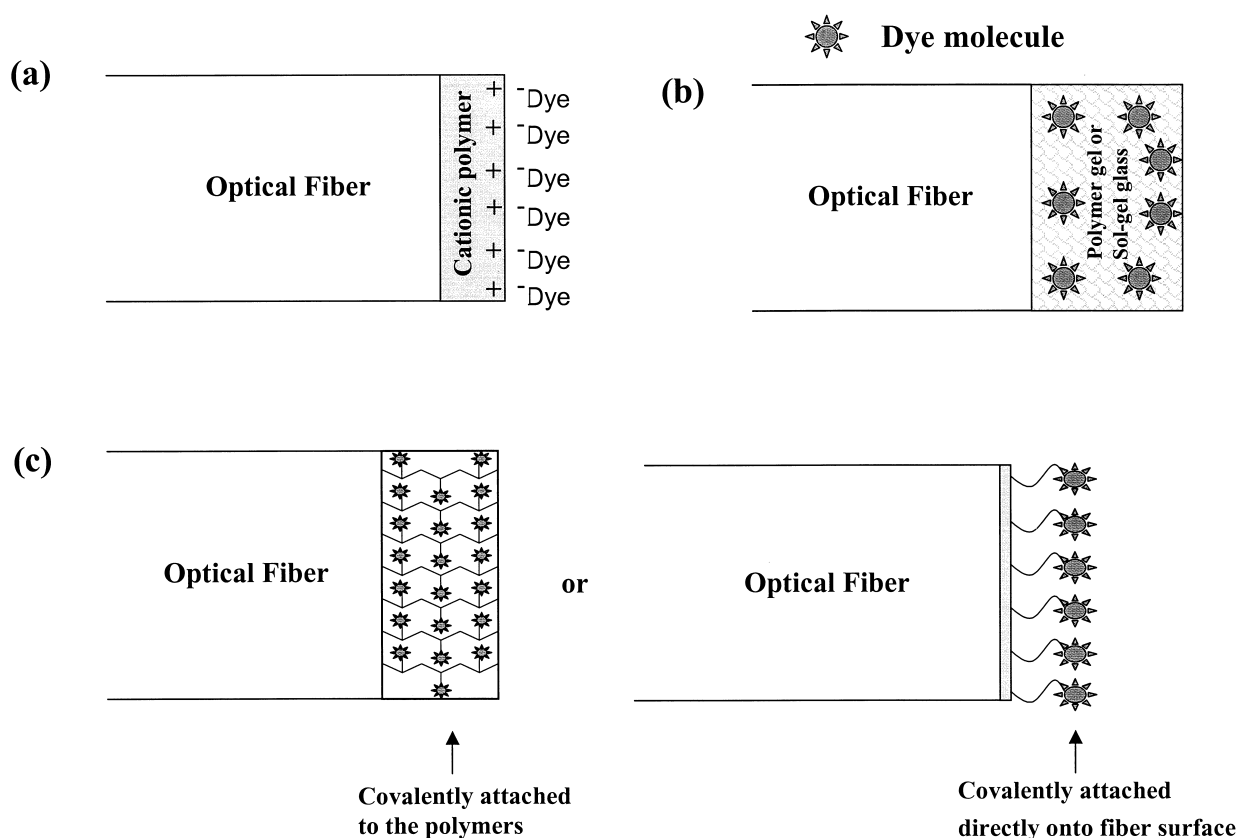 Dye molecule
(a)
Optical Fiber
Cationic polymer
+ -Dye
+ -Dye
+ -Dye
+ -Dye
+ -Dye
+ -Dye
(b)
Optical Fiber
Polymer gel or
Sol-gel glass
(c)
Optical Fiber
or
Optical Fiber
Covalently attached
to the polymers
Covalently attached
directly onto fiber surface